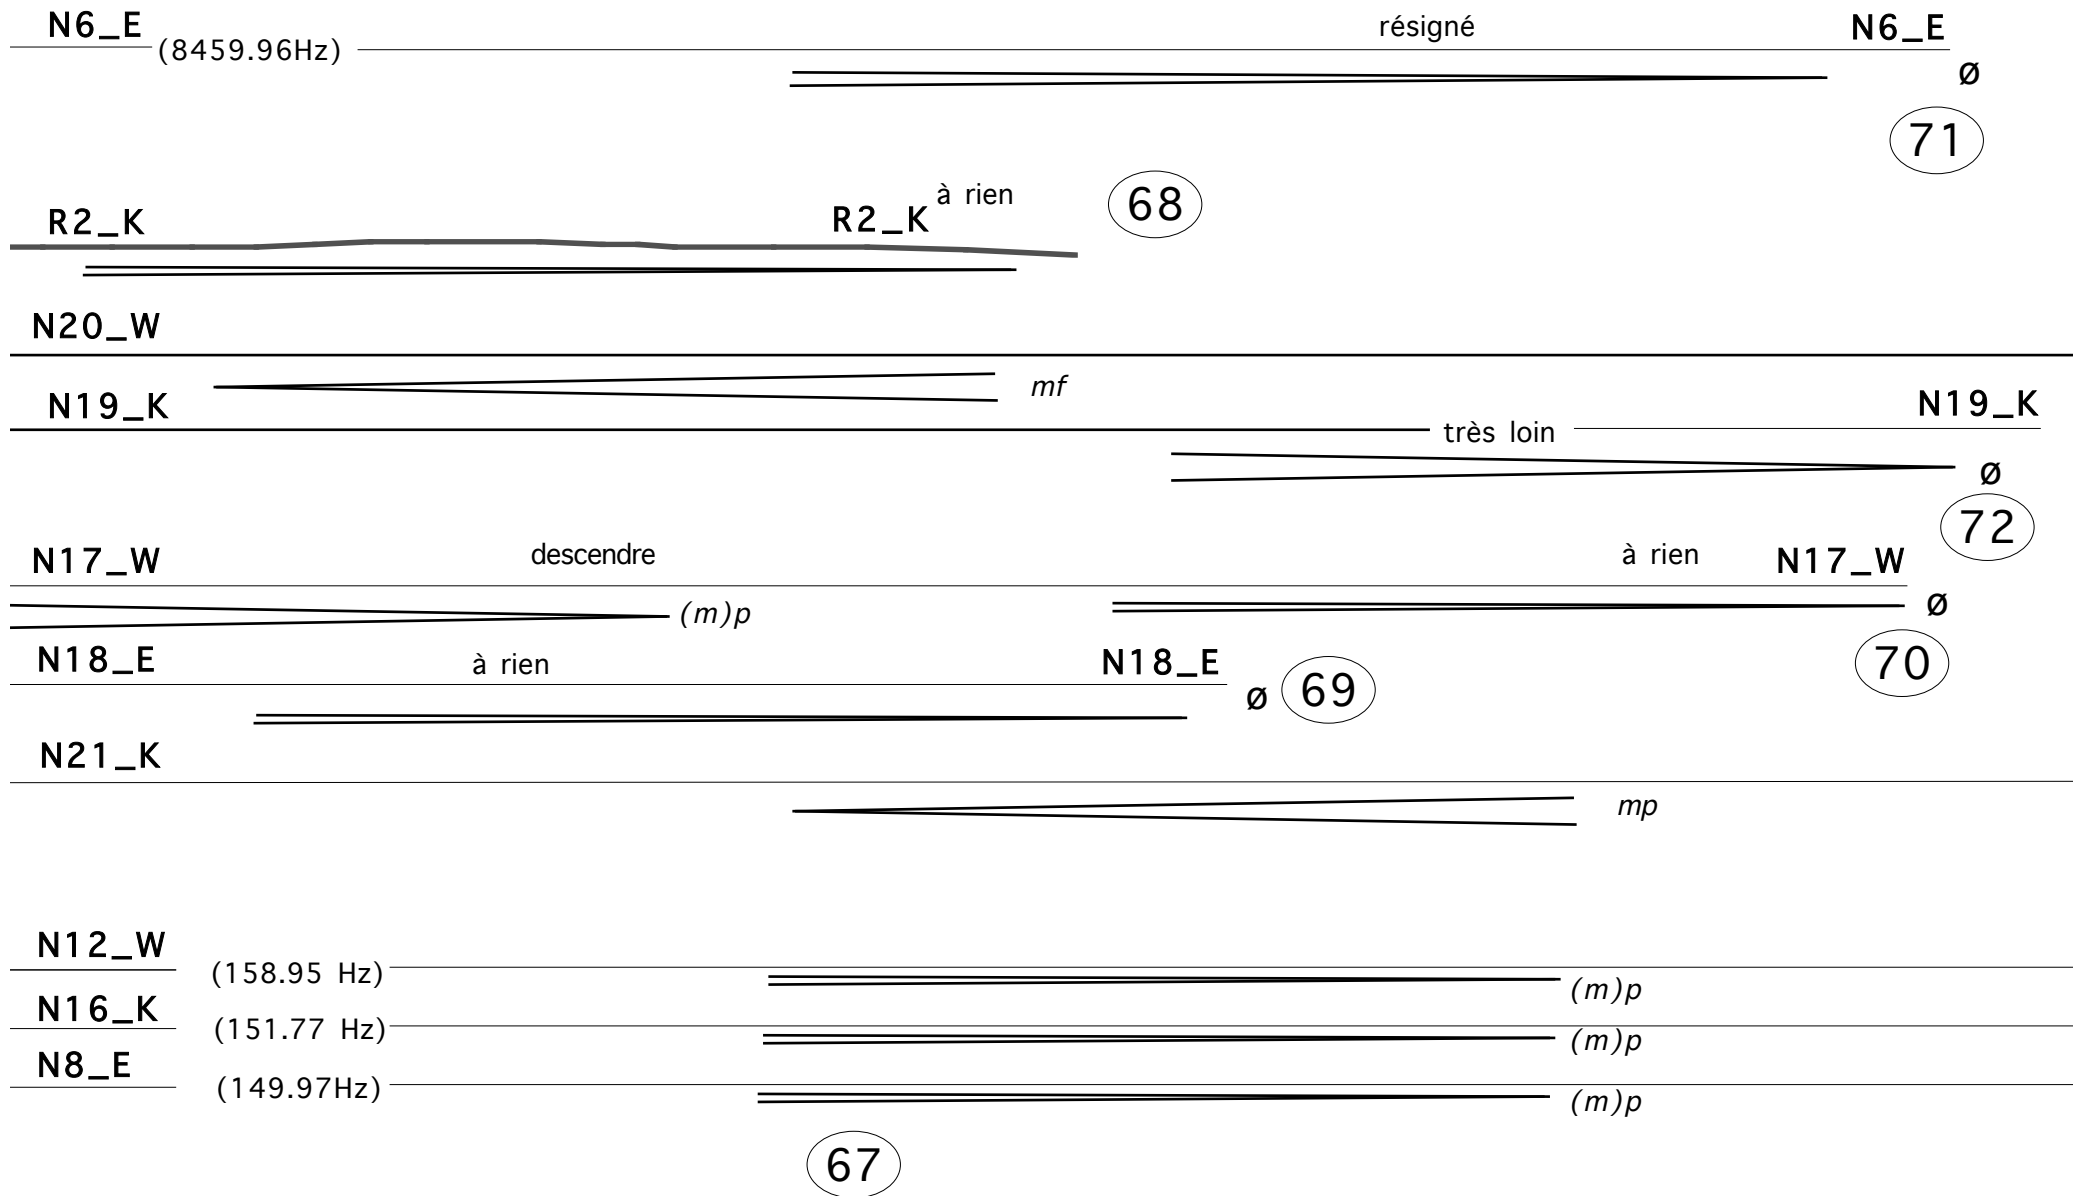 N6_E (8459.96Hz) résigné N6_E
ø
71
R2_K R2_K à rien 68
N20_W
mf
N19_K N19_K
très loin
ø
72
N17_W descendre à rien N17_W
(m)p ø
N18_E à rien N18_E ø 69 70
N21_K
mp
N12_W
(158.95 Hz) (m)p
N16_K
(151.77 Hz) (m)p
N8_E
(149.97Hz) (m)p
67